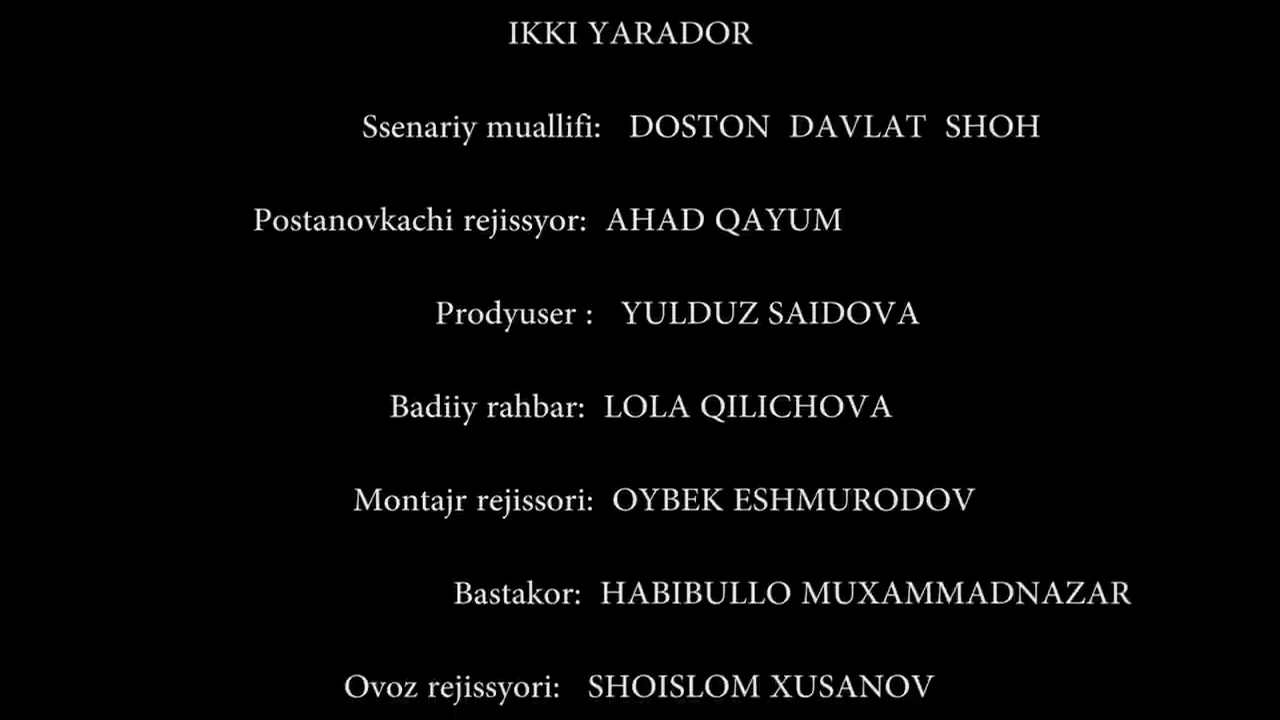 IKKI YARADOR
Ssenariy muallifi: DOSTON DAVLAT SHOH
Postanovkachi rejissyor: AHAD QAYUM
Prodyuser : YULDUZ SAIDOVA
Badiiy rahbar: LOLA QILICHOVA
Montajr rejissori: OYBEK ESHMURODOV
Bastakor: HABIBULLO MUXAMMADNAZAR
Ovoz rejissyori: SHOISLOM XUSANOV